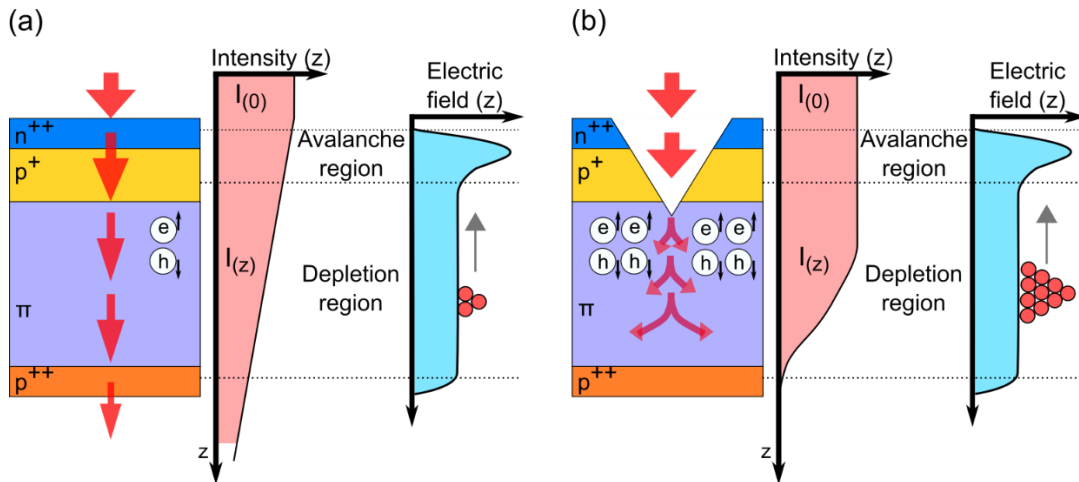 (a)
Intensity (z)
I(0)
Electric
field (z)
n++
Avalanche
region
p+
e
h
I(z)
Depletion
region
π
p++
z
(b)
Intensity (z)
I(0)
Electric
field (z)
n++
Avalanche
region
p+
e e e e
h h h h
I(z)
Depletion
region
π
p++
z